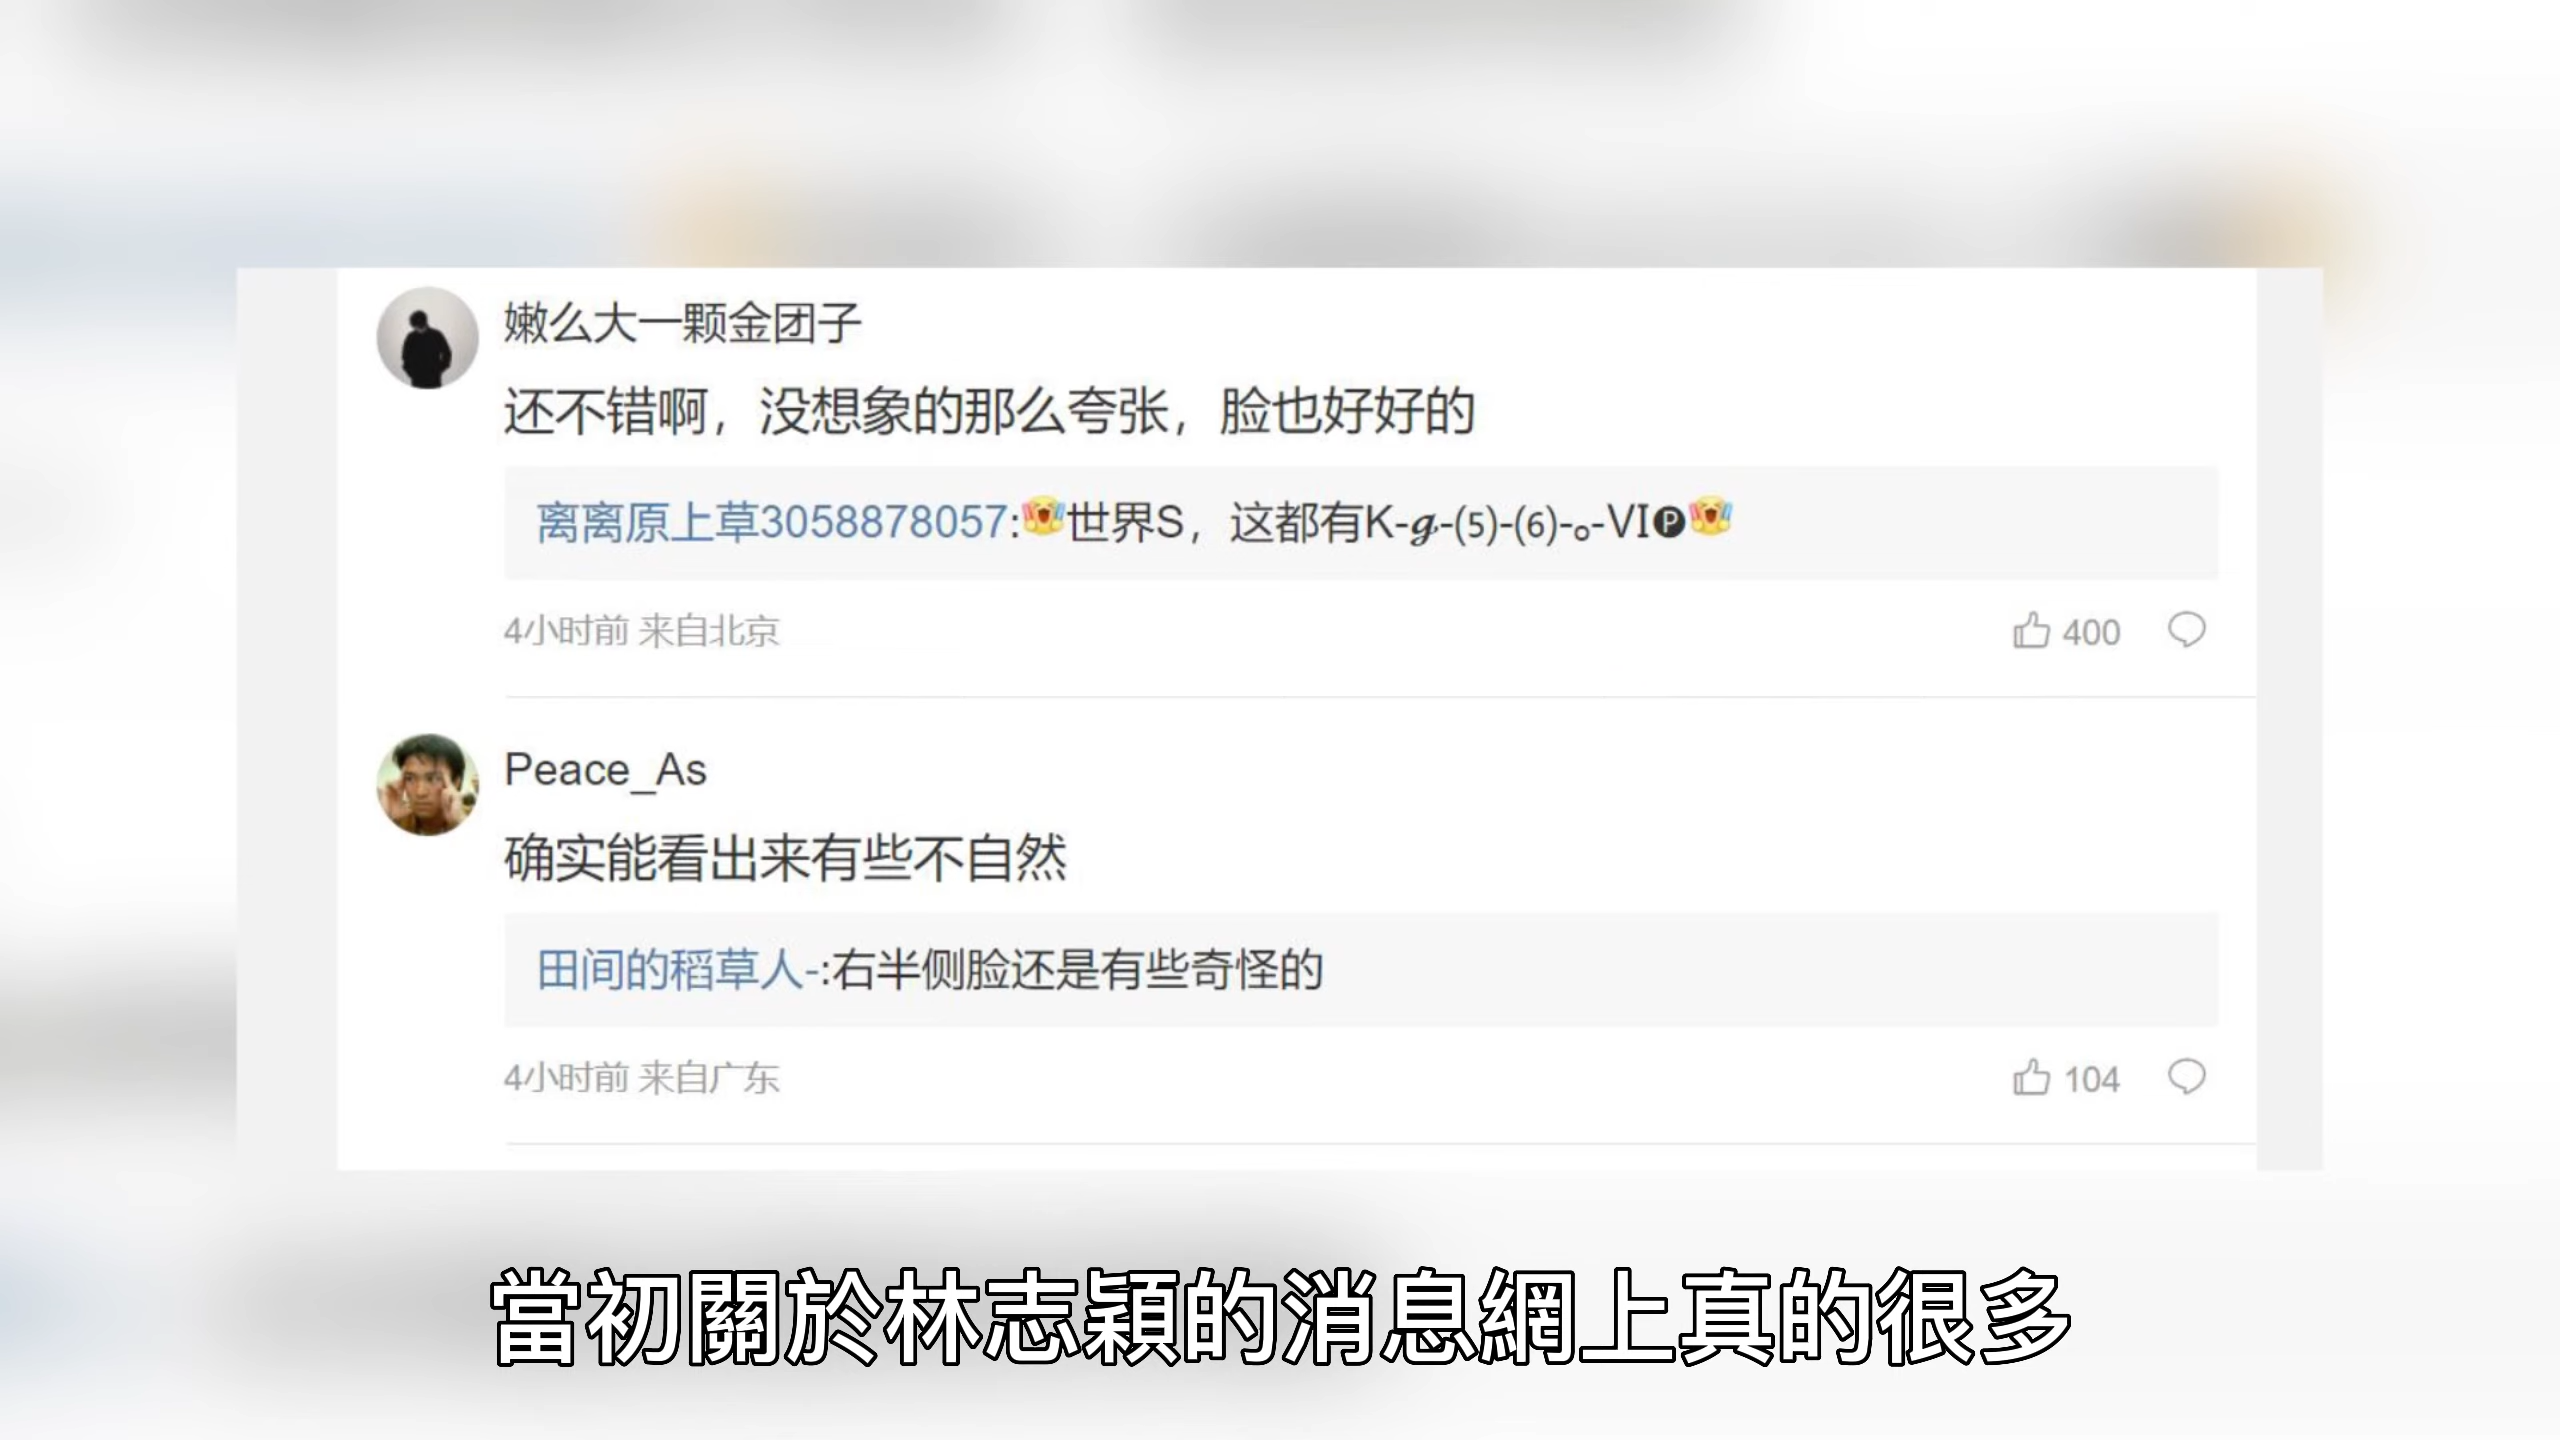 嫩么大一颗金团子
还不错啊，没想象的那么夸张，脸也好好的
离离原上草3058878057:世界S，这都有K-ℊ-(5)-(6)-ₒ-VI🅟
4小时前 来自北京
400
Peace_As
确实能看出来有些不自然
田间的稻草人-:右半侧脸还是有些奇怪的
4小时前 来自广东
104
當初關於林志穎的消息網上真的很多